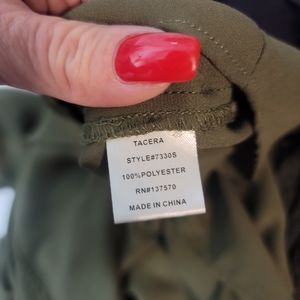 TACERA
STYLE#7330S
100%POLYESTER
RN#137570
MADE IN CHINA